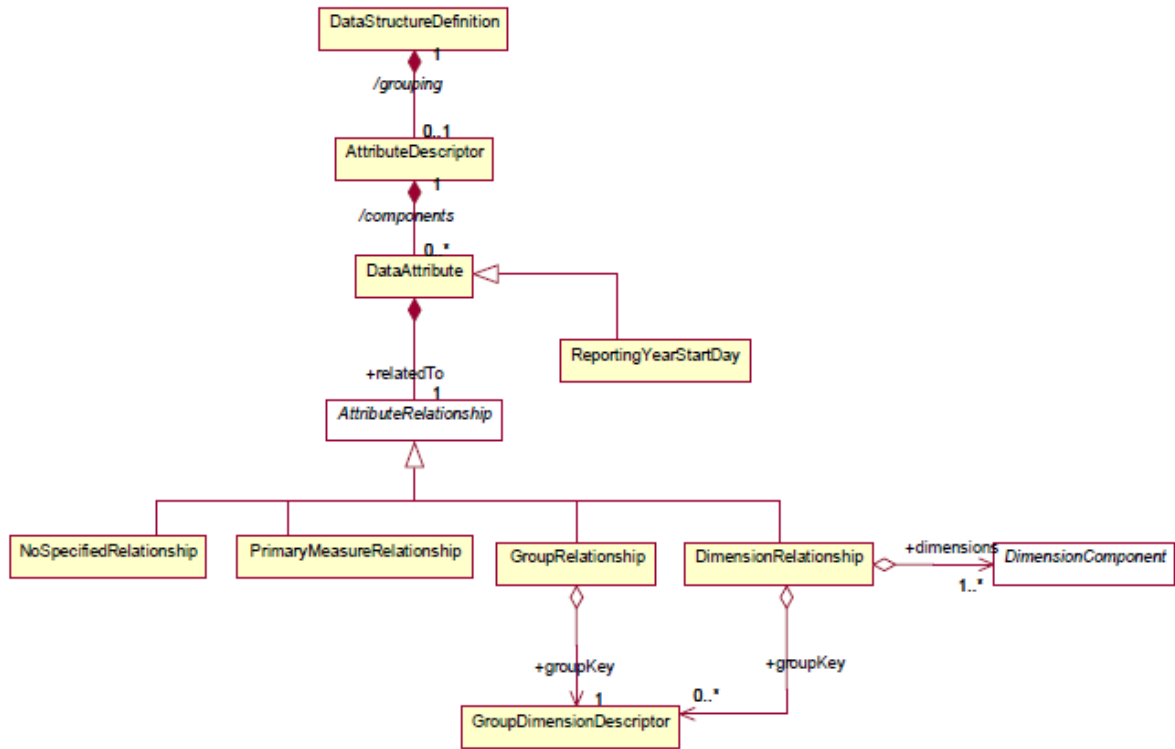 DataStructureDefinition
1
/grouping
0..1
AttributeDescriptor
1
/components
0..*
DataAttribute
ReportingYearStartDay
+relatedTo
1
AttributeRelationship
NoSpecifiedRelationship
PrimaryMeasureRelationship
GroupRelationship
DimensionRelationship
+dimensions
DimensionComponent
1..*
+groupKey
+groupKey
1
0..*
GroupDimensionDescriptor